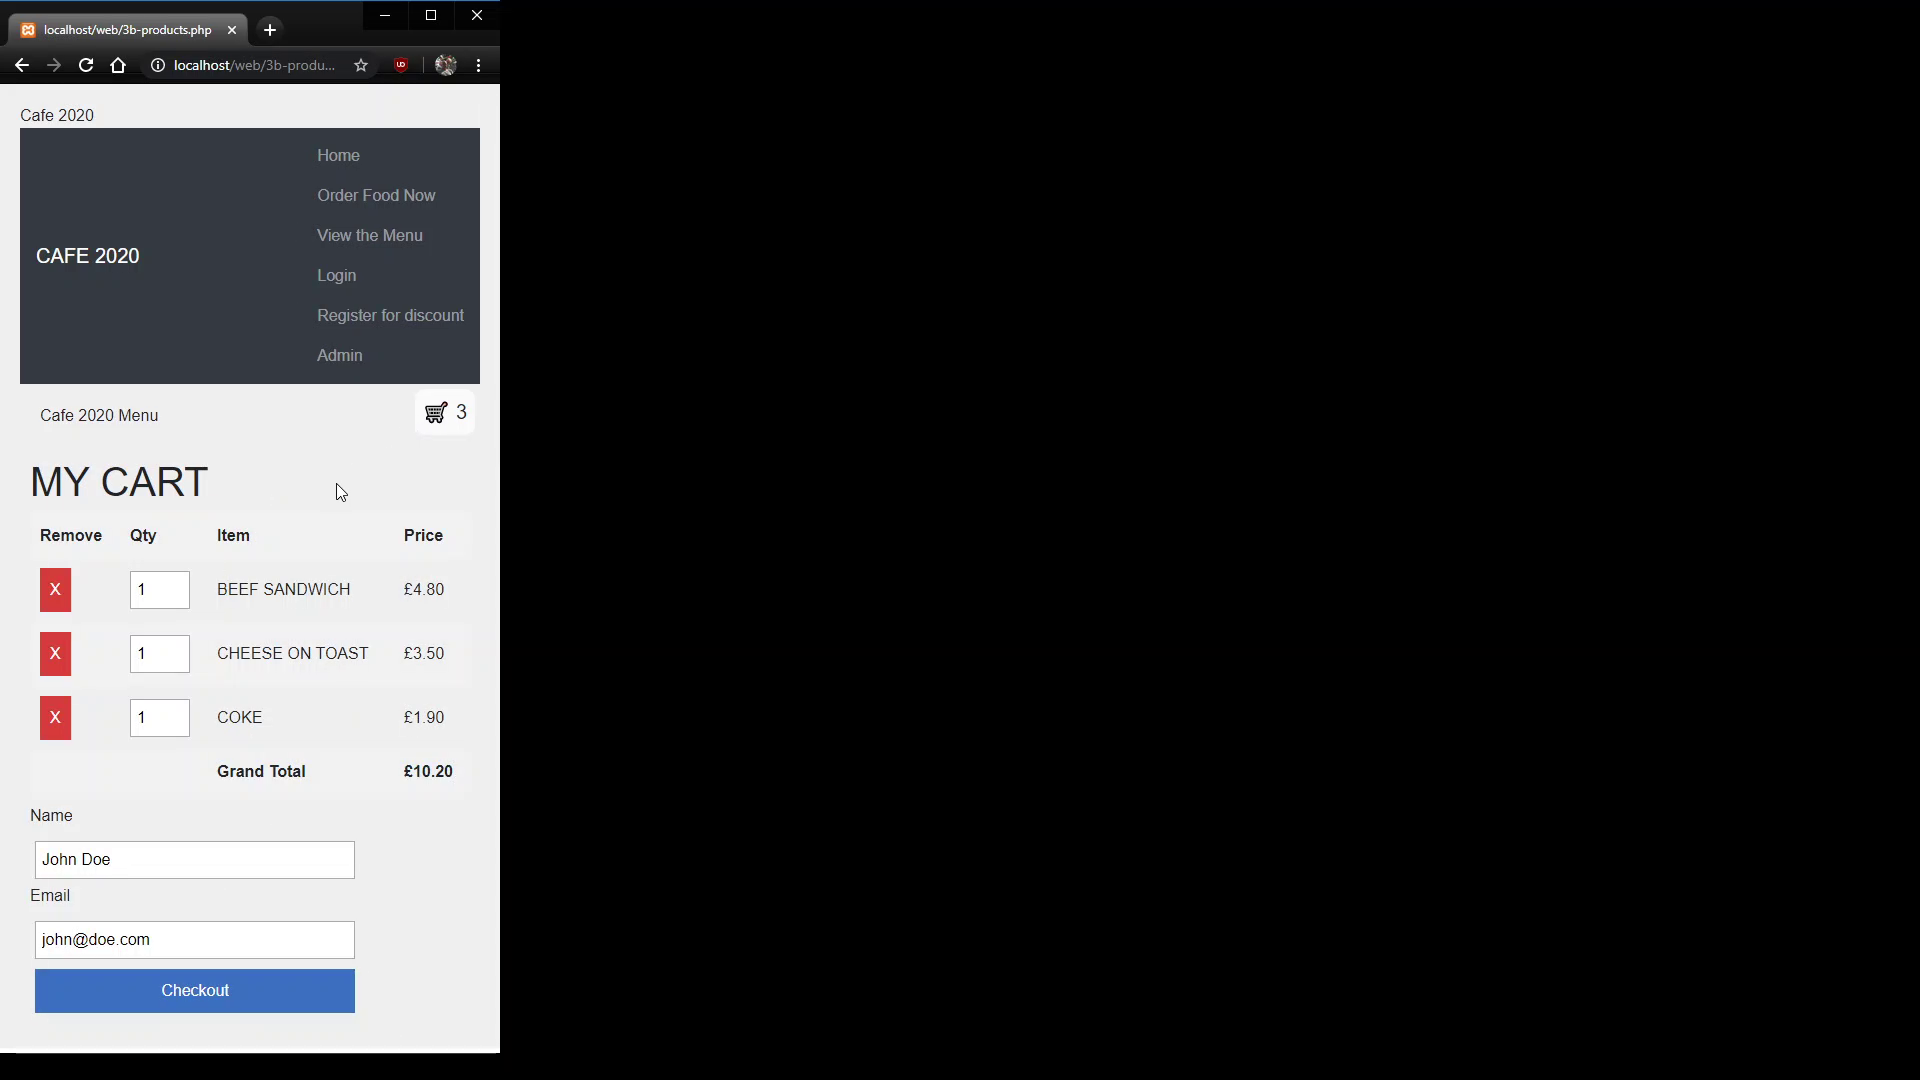 localhost/web/3b-products.php
localhost/web/3b-produ...
Cafe 2020
Home
Order Food Now
View the Menu
CAFE 2020
Login
Register for discount
Admin
Cafe 2020 Menu
3
MY CART
Remove Qty Item Price
X 1 BEEF SANDWICH £4.80
X 1 CHEESE ON TOAST £3.50
X 1 COKE £1.90
Grand Total £10.20
Name
John Doe
Email
john@doe.com
Checkout